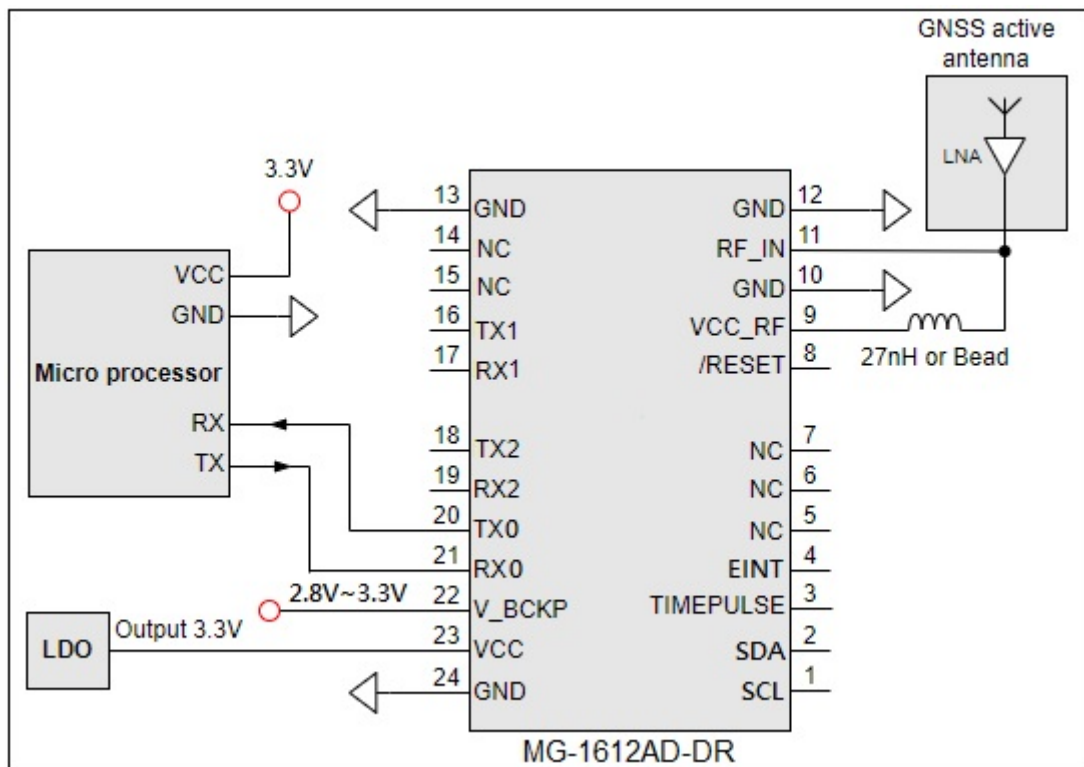 GNSS active
antenna
LNA
3.3V
VCC
GND
Micro processor
RX
TX
LDO
Output 3.3V
2.8V~3.3V
13 GND
14 NC
15 NC
16 TX1
17 RX1
18 TX2
19 RX2
20 TX0
21 RX0
22 V_BCKP
23 VCC
24 GND
GND 12
RF_IN 11
GND 10
VCC_RF 9
/RESET 8
27nH or Bead
NC 7
NC 6
NC 5
EINT 4
TIMEPULSE 3
SDA 2
SCL 1
MG-1612AD-DR